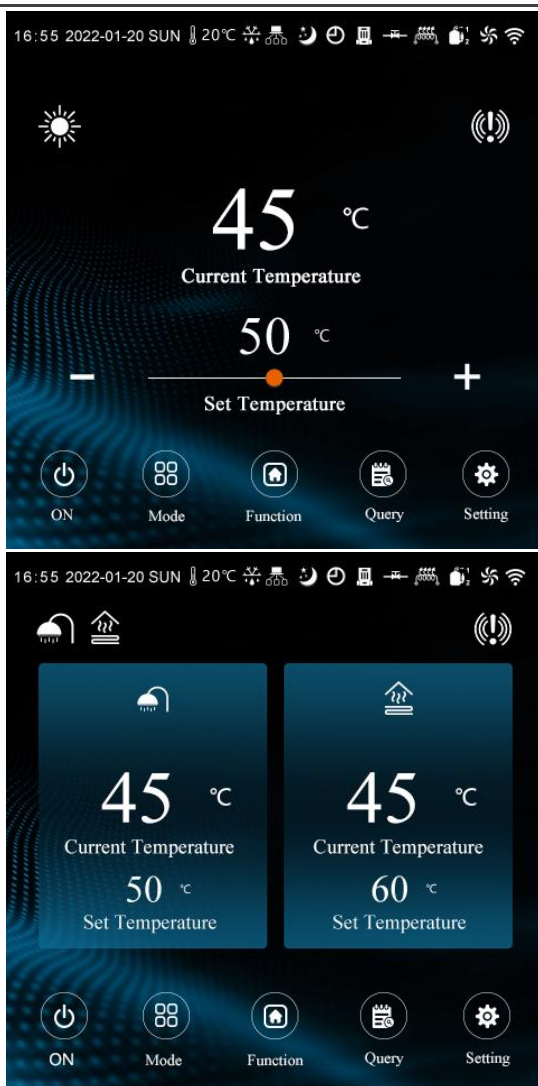 16:55 2022-01-20 SUN 20℃
45 ℃
Current Temperature
50 ℃
Set Temperature
ON Mode Function Query Setting
16:55 2022-01-20 SUN 20℃
45 ℃ 45 ℃
Current Temperature Current Temperature
50 ℃ 60 ℃
Set Temperature Set Temperature
ON Mode Function Query Setting